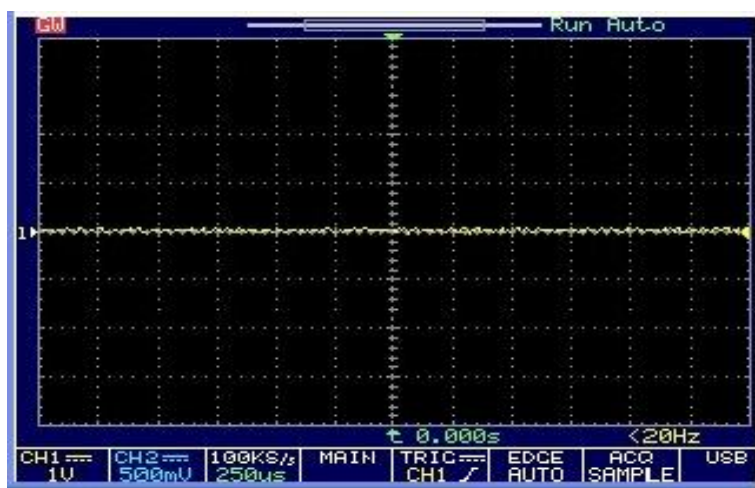 GW Run Auto
1
0.000s <20Hz
CH1 CH2 100KS/s MAIN TRIG EDGE ACQ USB
1V 500mV 250us CH1 AUTO SAMPLE